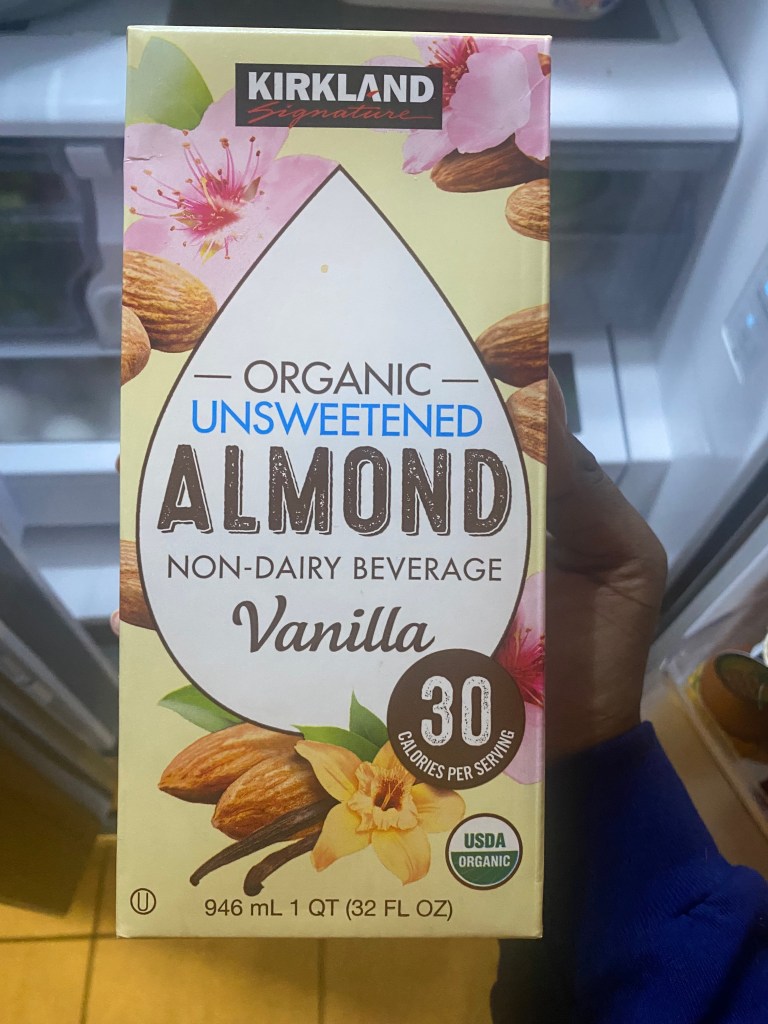 KIRKLAND
Signature
ORGANIC
UNSWEETENED
ALMOND
NON-DAIRY BEVERAGE
Vanilla
30
CALORIES PER SERVING
USDA
ORGANIC
U
946 mL 1 QT (32 FL OZ)